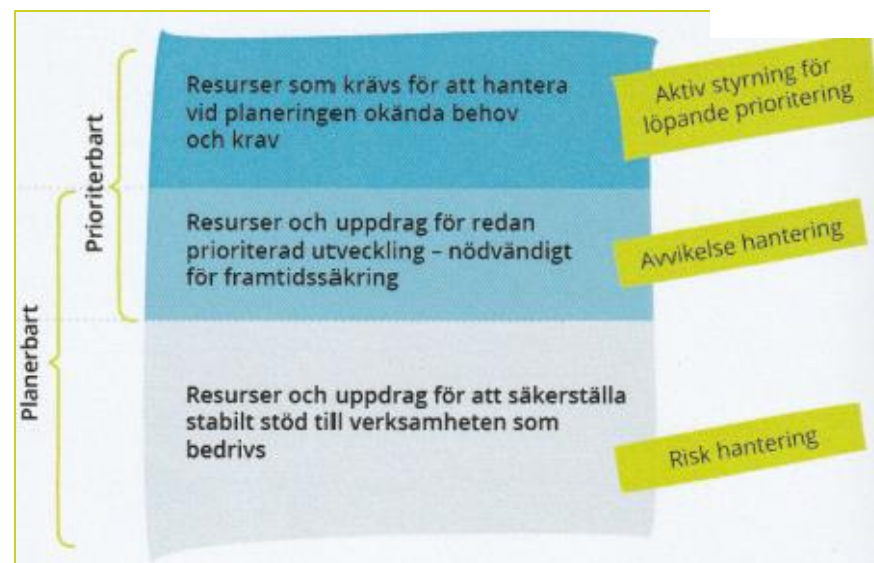 Prioriterbart
Planerbart
Resurser som krävs för att hantera
vid planeringen okända behov
och krav
Aktiv styrning för
löpande prioritering
Resurser och uppdrag för redan
prioriterad utveckling – nödvändigt
för framtidssäkring
Avvikelse hantering
Resurser och uppdrag för att säkerställa
stabilt stöd till verksamheten som
bedrivs
Risk hantering